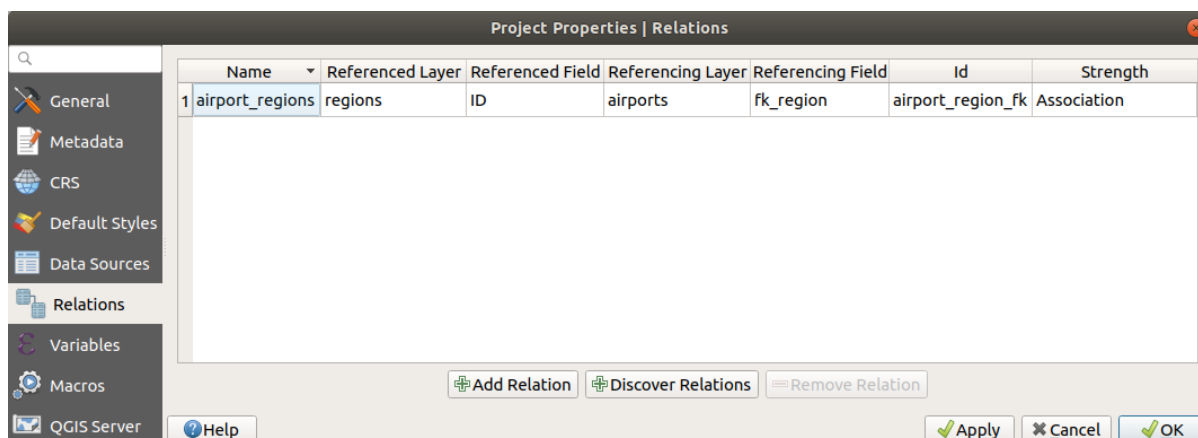 Project Properties | Relations
General
Metadata
CRS
Default Styles
Data Sources
Relations
Variables
Macros
QGIS Server
Name Referenced Layer Referenced Field Referencing Layer Referencing Field Id Strength
1 airport_regions regions ID airports fk_region airport_region_fk Association
Add Relation Discover Relations Remove Relation
Help Apply Cancel OK